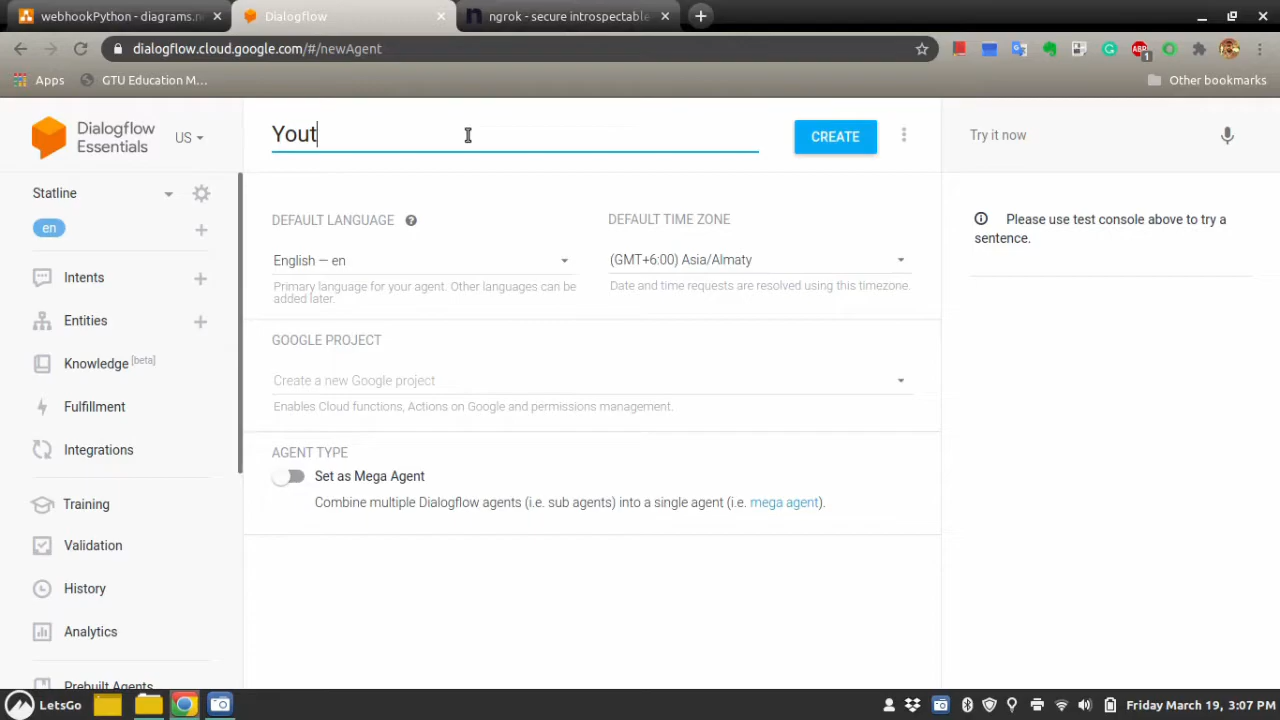 webhookPython - diagrams.n
Dialogflow
ngrok - secure introspectable
dialogflow.cloud.google.com/#/newAgent
ABP
1
Apps
GTU Education M...
Other bookmarks
Dialogflow
Essentials
US
Yout
CREATE
Try it now
Statline
en
DEFAULT LANGUAGE
DEFAULT TIME ZONE
Please use test console above to try a
sentence.
English — en
(GMT+6:00) Asia/Almaty
Primary language for your agent. Other languages can be
added later.
Date and time requests are resolved using this timezone.
Intents
Entities
Knowledge [beta]
Fulfillment
Integrations
Training
Validation
History
Analytics
Prebuilt Agents
GOOGLE PROJECT
Create a new Google project
Enables Cloud functions, Actions on Google and permissions management.
AGENT TYPE
Set as Mega Agent
Combine multiple Dialogflow agents (i.e. sub agents) into a single agent (i.e. mega agent).
LetsGo
Friday March 19, 3:07 PM